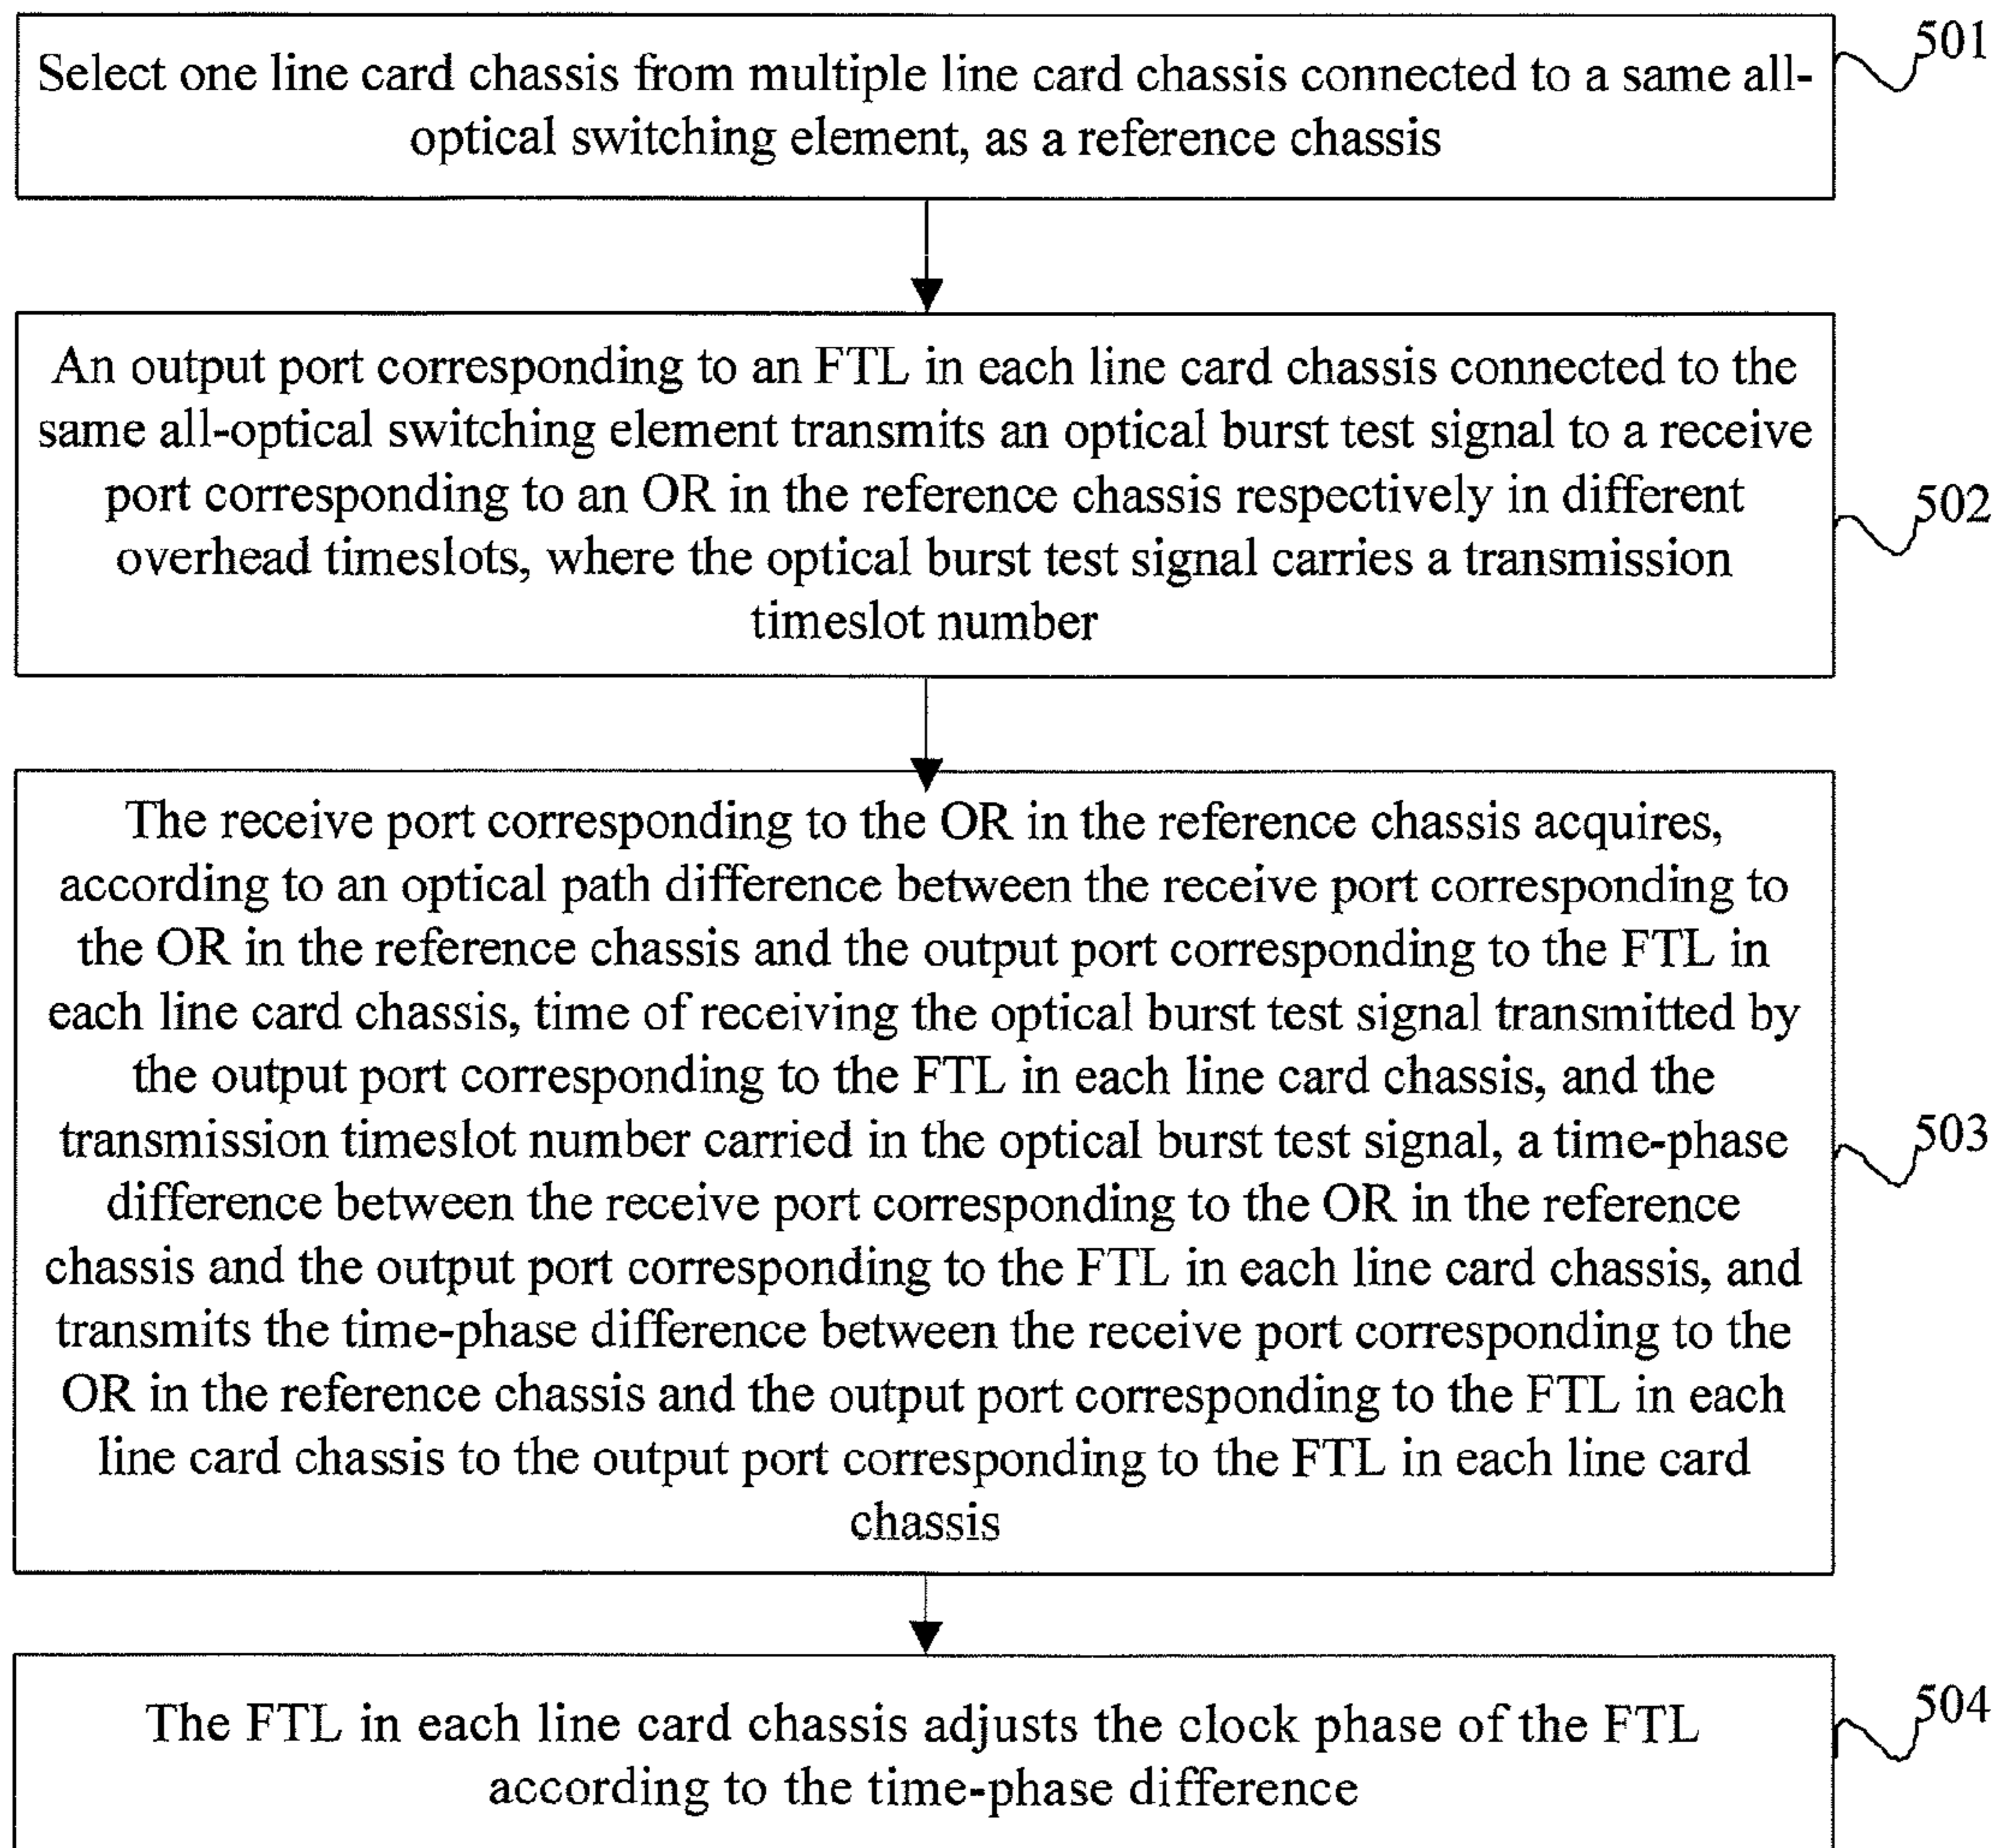 Select one line card chassis from multiple line card chassis connected to a same all-
optical switching element, as a reference chassis
501
An output port corresponding to an FTL in each line card chassis connected to the
same all-optical switching element transmits an optical burst test signal to a receive
port corresponding to an OR in the reference chassis respectively in different
overhead timeslots, where the optical burst test signal carries a transmission
timeslot number
502
The receive port corresponding to the OR in the reference chassis acquires,
according to an optical path difference between the receive port corresponding to
the OR in the reference chassis and the output port corresponding to the FTL in
each line card chassis, time of receiving the optical burst test signal transmitted by
the output port corresponding to the FTL in each line card chassis, and the
transmission timeslot number carried in the optical burst test signal, a time-phase
difference between the receive port corresponding to the OR in the reference
chassis and the output port corresponding to the FTL in each line card chassis, and
transmits the time-phase difference between the receive port corresponding to the
OR in the reference chassis and the output port corresponding to the FTL in each
line card chassis to the output port corresponding to the FTL in each line card
chassis
503
The FTL in each line card chassis adjusts the clock phase of the FTL
according to the time-phase difference
504